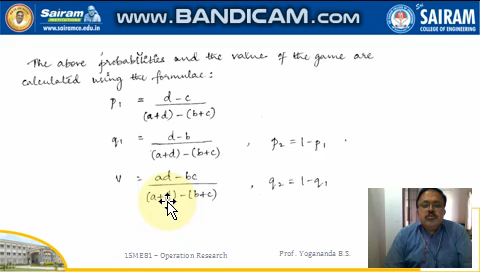 Sairam
INSTITUTIONS
www.sairamce.edu.in
WWW.BANDICAM.COM
SAIRAM
COLLEGE OF ENGINEERING
The above probabilities and the value of the game are
calculated using the formulae:
p1 = d - c / (a+d) - (b+c)
q1 = d - b / (a+d) - (b+c) , p2 = 1 - p1 .
V = ad - bc / (a+d) - (b+c) , q2 = 1 - q1
15ME81 – Operation Research Prof. Yogananda B.S.